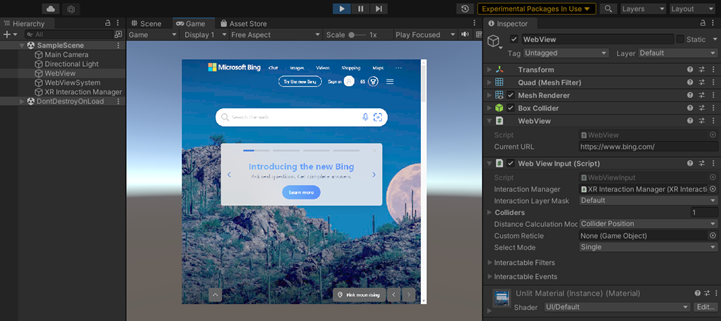 Experimental Packages In Use
Layers
Layout
Hierarchy
All
SampleScene
Main Camera
Directional Light
WebView
WebViewSystem
XR Interaction Manager
DontDestroyOnLoad
Scene
Game
Asset Store
Game
Display 1
Free Aspect
Scale
1x
Play Focused
Microsoft Bing
Chat
Images
Videos
Shopping
Try the new Bing
Sign in
65
Search the web
Introducing the new Bing
Ask real questions. Get complete answers.
Learn more
Pink moon rising
Inspector
WebView
Static
Tag
Untagged
Layer
Default
Transform
Quad (Mesh Filter)
Mesh Renderer
Box Collider
WebView
Script
WebView
Current URL
https://www.bing.com/
Web View Input (Script)
Script
WebViewInput
Interaction Manager
XR Interaction Manager (XR Interacti
Interaction Layer Mask
Default
Colliders
1
Distance Calculation Mod
Collider Position
Custom Reticle
None (Game Object)
Select Mode
Single
Interactable Filters
Interactable Events
Unlit Material (Instance) (Material)
Shader
UI/Default
Edit...